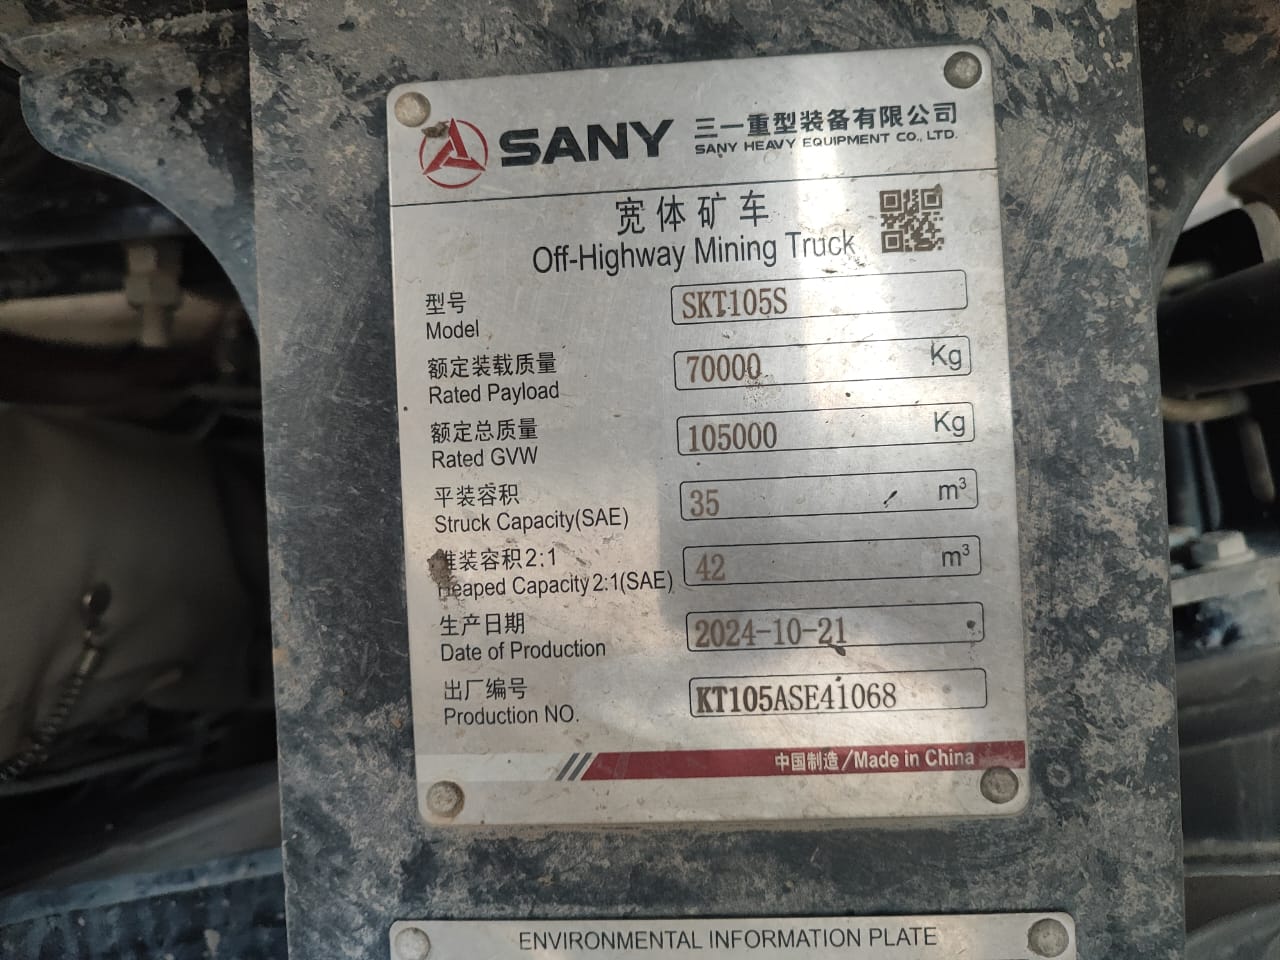 SANY 三一重型装备有限公司
SANY HEAVY EQUIPMENT CO., LTD.
宽体矿车
Off-Highway Mining Truck
型号
Model
SKT105S
额定装载质量
Rated Payload
70000 Kg
额定总质量
Rated GVW
105000 Kg
平装容积
Struck Capacity(SAE)
35 m³
装容积2:1
Heaped Capacity 2:1(SAE)
42 m³
生产日期
Date of Production
2024-10-21
出厂编号
Production NO.
KT105ASE41068
中国制造/Made in China
ENVIRONMENTAL INFORMATION PLATE